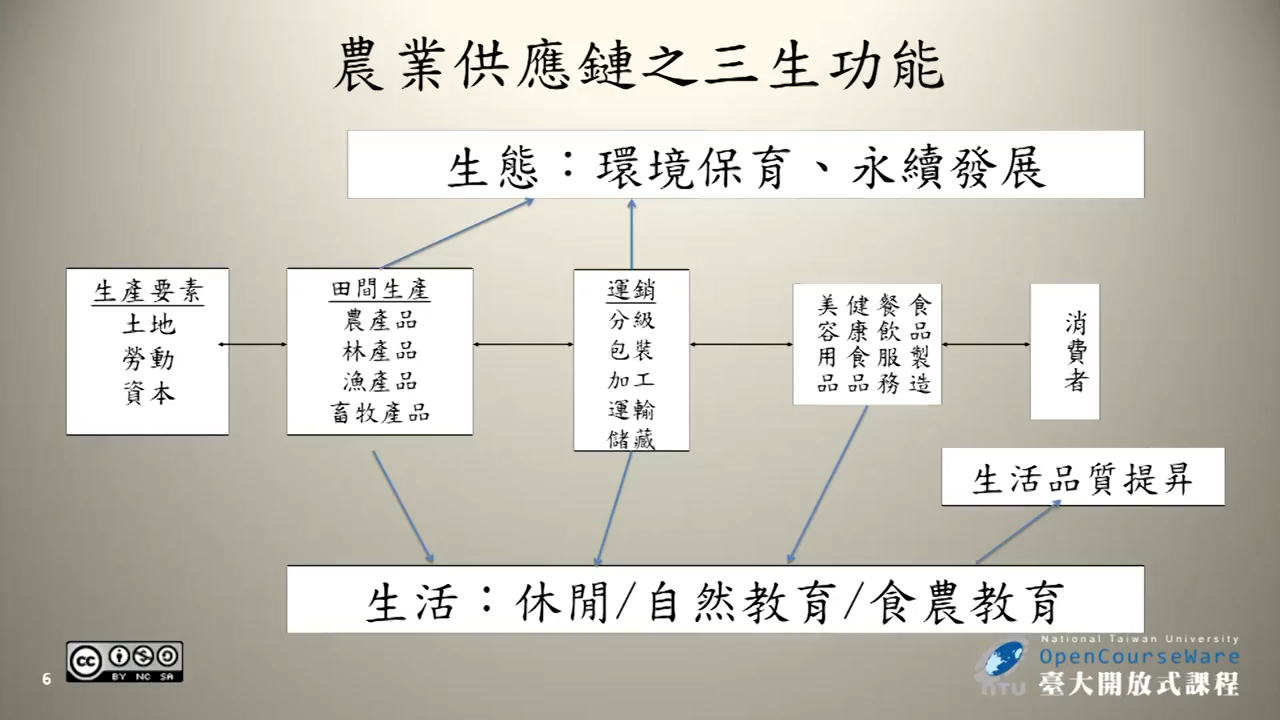 農業供應鏈之三生功能
生態：環境保育、永續發展
生產要素
土地
勞動
資本
田間生產
農產品
林產品
漁產品
畜牧產品
運銷
分級
包裝
加工
運輸
儲藏
食品製造
餐飲服務
健康食品
美容用品
消費者
生活品質提昇
生活：休閒/自然教育/食農教育
cc
BY NC SA
6
NTU
National Taiwan University
OpenCourseWare
臺大開放式課程